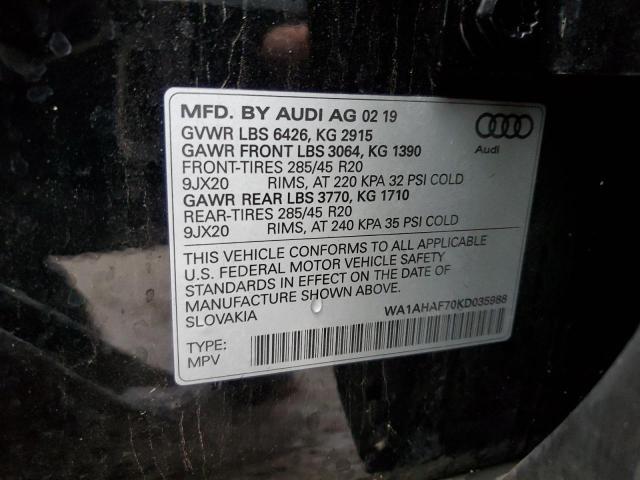 MFD. BY AUDI AG 02 19
GVWR LBS 6426, KG 2915
GAWR FRONT LBS 3064, KG 1390
FRONT-TIRES 285/45 R20
9JX20 RIMS, AT 220 KPA 32 PSI COLD
GAWR REAR LBS 3770, KG 1710
REAR-TIRES 285/45 R20
9JX20 RIMS, AT 240 KPA 35 PSI COLD
Audi
THIS VEHICLE CONFORMS TO ALL APPLICABLE
U.S. FEDERAL MOTOR VEHICLE SAFETY
STANDARDS IN EFFECT ON THE DATE OF
MANUFACTURE SHOWN ABOVE.
SLOVAKIA
WA1AHAF70KD035988
TYPE:
MPV